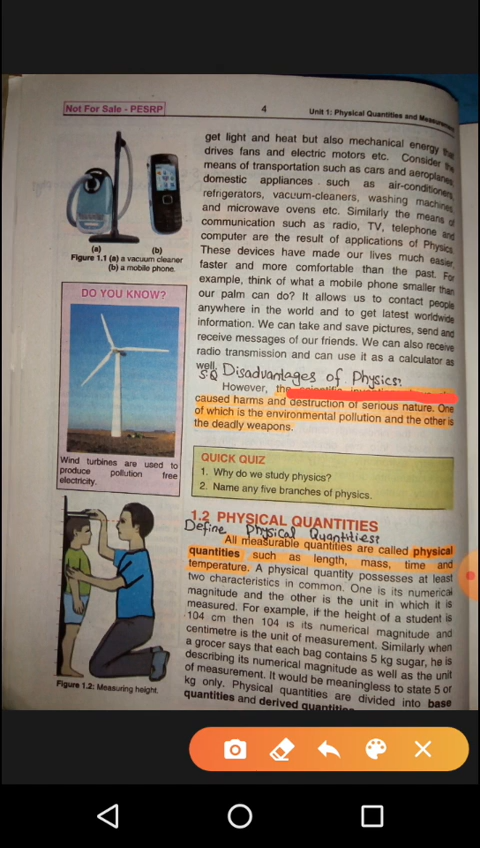 Not For Sale - PESRP
4
Unit 1: Physical Quantities and Measurement
(a) (b)
Figure 1.1 (a) a vacuum cleaner
(b) a mobile phone.
DO YOU KNOW?
Wind turbines are used to
produce pollution free
electricity.
Figure 1.2: Measuring height.
get light and heat but also mechanical energy that
drives fans and electric motors etc. Consider the
means of transportation such as cars and aeroplanes,
domestic appliances such as air-conditioners,
refrigerators, vacuum-cleaners, washing machines,
and microwave ovens etc. Similarly the means of
communication such as radio, TV, telephone and
computer are the result of applications of Physics.
These devices have made our lives much easier,
faster and more comfortable than the past. For
example, think of what a mobile phone smaller than
our palm can do? It allows us to contact people
anywhere in the world and to get latest worldwide
information. We can take and save pictures, send and
receive messages of our friends. We can also receive
radio transmission and can use it as a calculator as
well.
S.Q Disadvantages of Physics?
However, the
caused harms and destruction of serious nature. One
of which is the environmental pollution and the other is
the deadly weapons.
QUICK QUIZ
1. Why do we study physics?
2. Name any five branches of physics.
1.2 PHYSICAL QUANTITIES
Define Physical Quantities?
All measurable quantities are called physical
quantities such as length, mass, time and
temperature. A physical quantity possesses at least
two characteristics in common. One is its numerical
magnitude and the other is the unit in which it is
measured. For example, if the height of a student is
104 cm then 104 is its numerical magnitude and
centimetre is the unit of measurement. Similarly when
a grocer says that each bag contains 5 kg sugar, he is
describing its numerical magnitude as well as the unit
of measurement. It would be meaningless to state 5 or
kg only. Physical quantities are divided into base
quantities and derived quantities